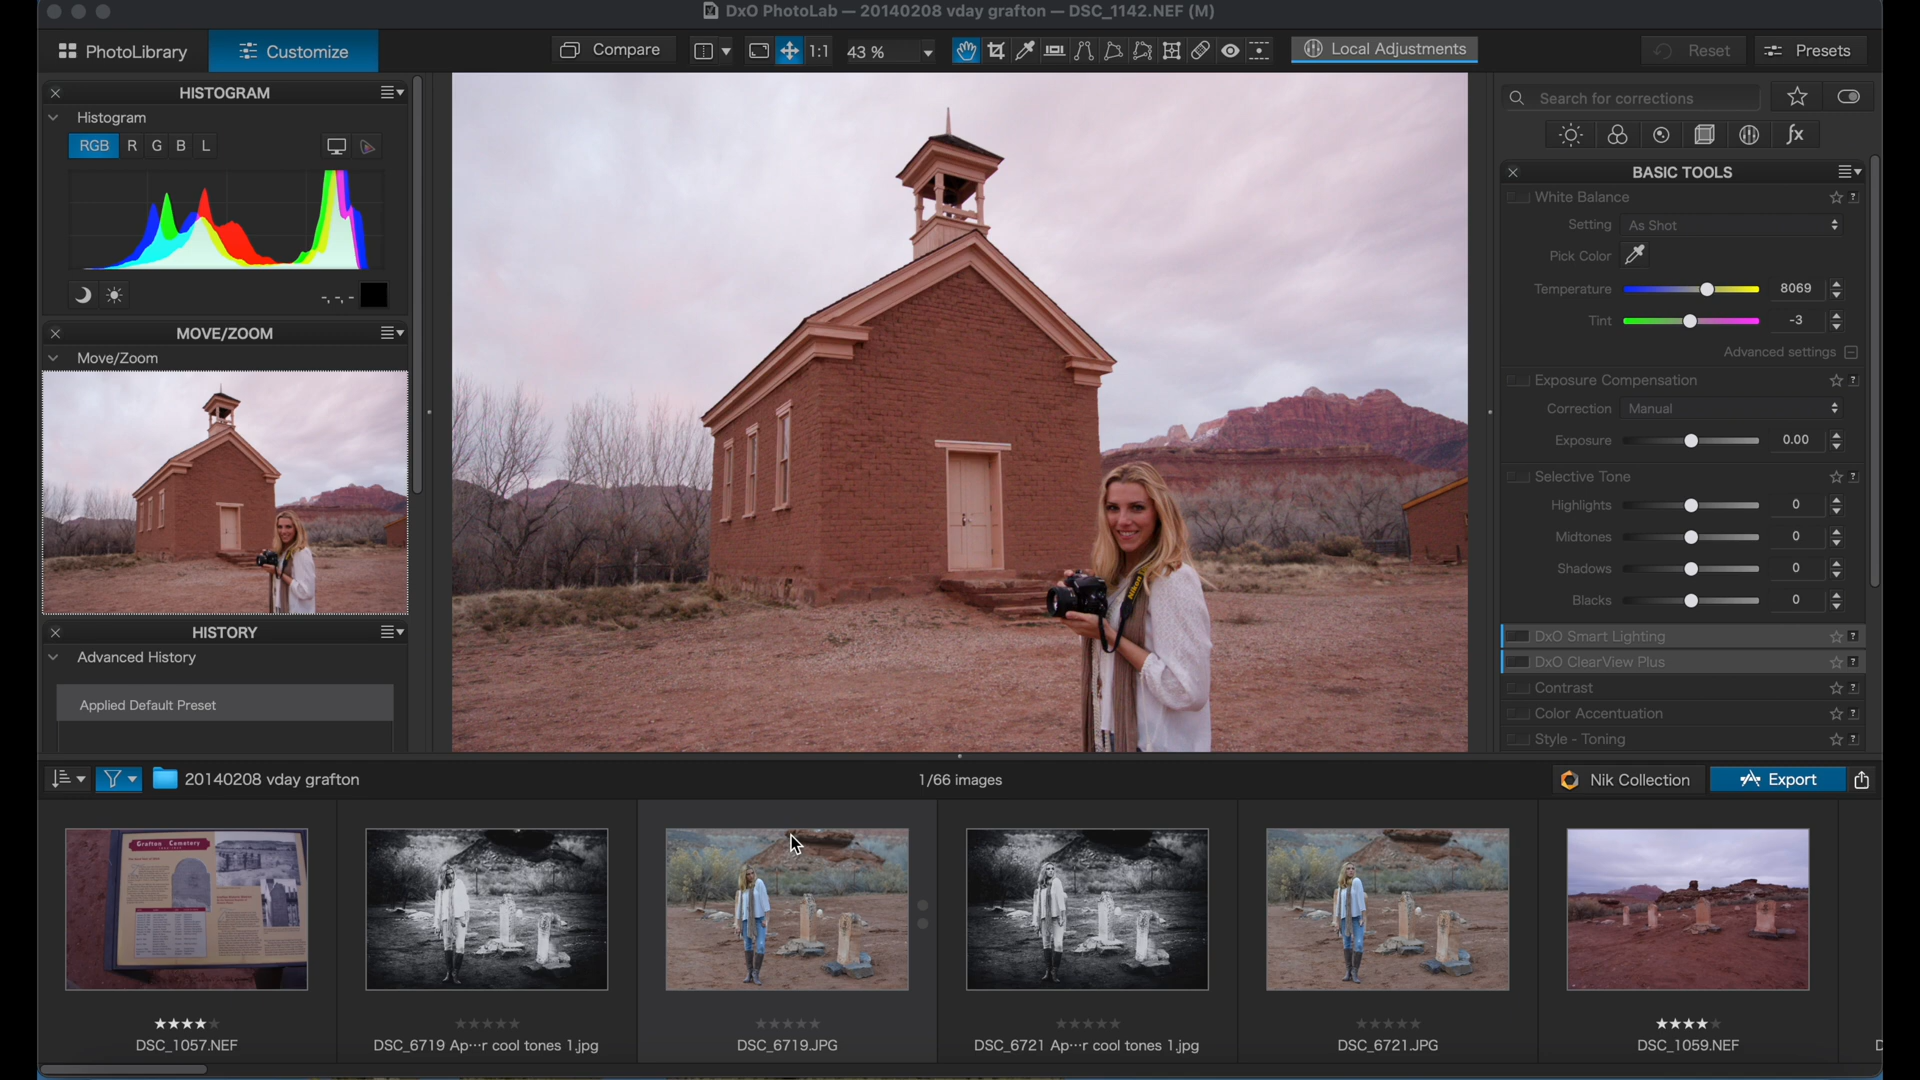 DxO PhotoLab — 20140208 vday grafton — DSC_1142.NEF (M)
PhotoLibrary
Customize
Compare
1:1
43 %
Local Adjustments
Reset
Presets
HISTOGRAM
Histogram
RGB R G B L
-, -, -
MOVE/ZOOM
Move/Zoom
HISTORY
Advanced History
Applied Default Preset
Nikon
Search for corrections
fx
BASIC TOOLS
White Balance
Setting As Shot
Pick Color
Temperature 8069
Tint -3
Advanced settings
Exposure Compensation
Correction Manual
Exposure 0.00
Selective Tone
Highlights 0
Midtones 0
Shadows 0
Blacks 0
DxO Smart Lighting
DxO ClearView Plus
Contrast
Color Accentuation
Style - Toning
20140208 vday grafton
1/66 images
Nik Collection
Export
Grafton Cemetery
DSC_1057.NEF
DSC_6719 Ap···r cool tones 1.jpg
DSC_6719.JPG
DSC_6721 Ap···r cool tones 1.jpg
DSC_6721.JPG
DSC_1059.NEF